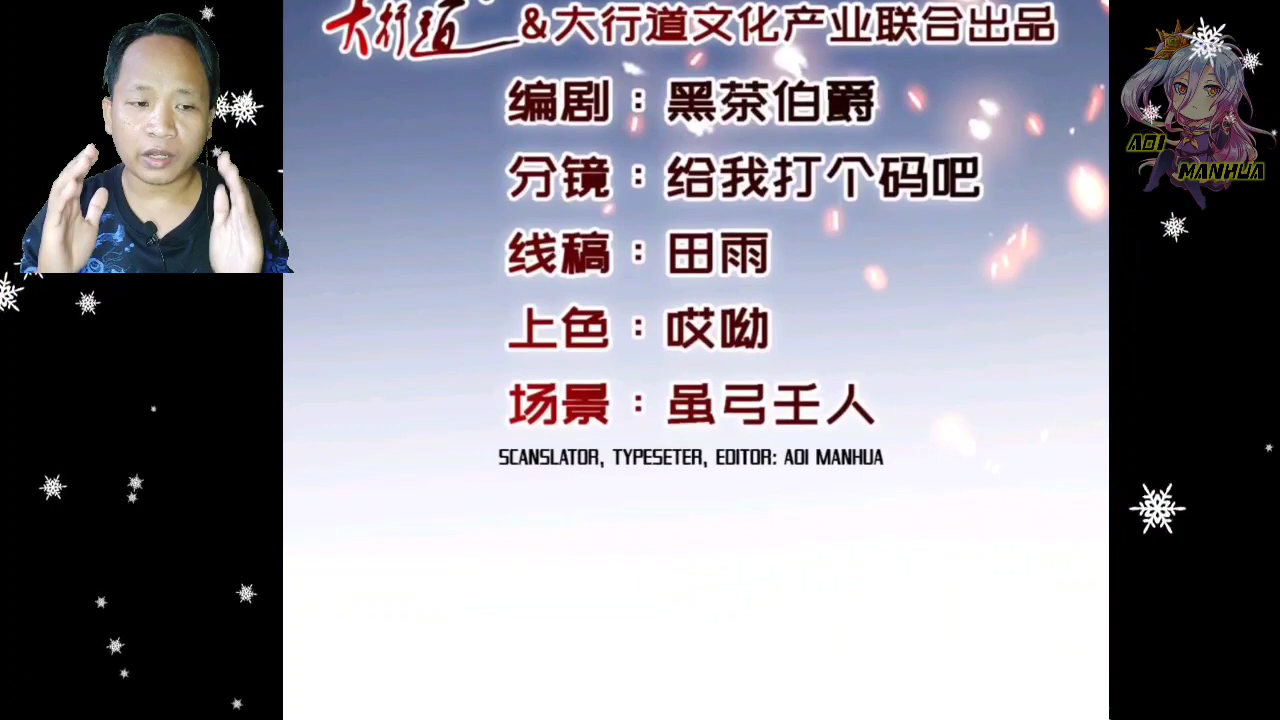 大行道 &大行道文化产业联合出品
编剧：黑茶伯爵
分镜：给我打个码吧
线稿：田雨
上色：哎呦
场景：虽弓壬人
SCANSLATOR, TYPESETER, EDITOR: AOI MANHUA
AOI
MANHUA